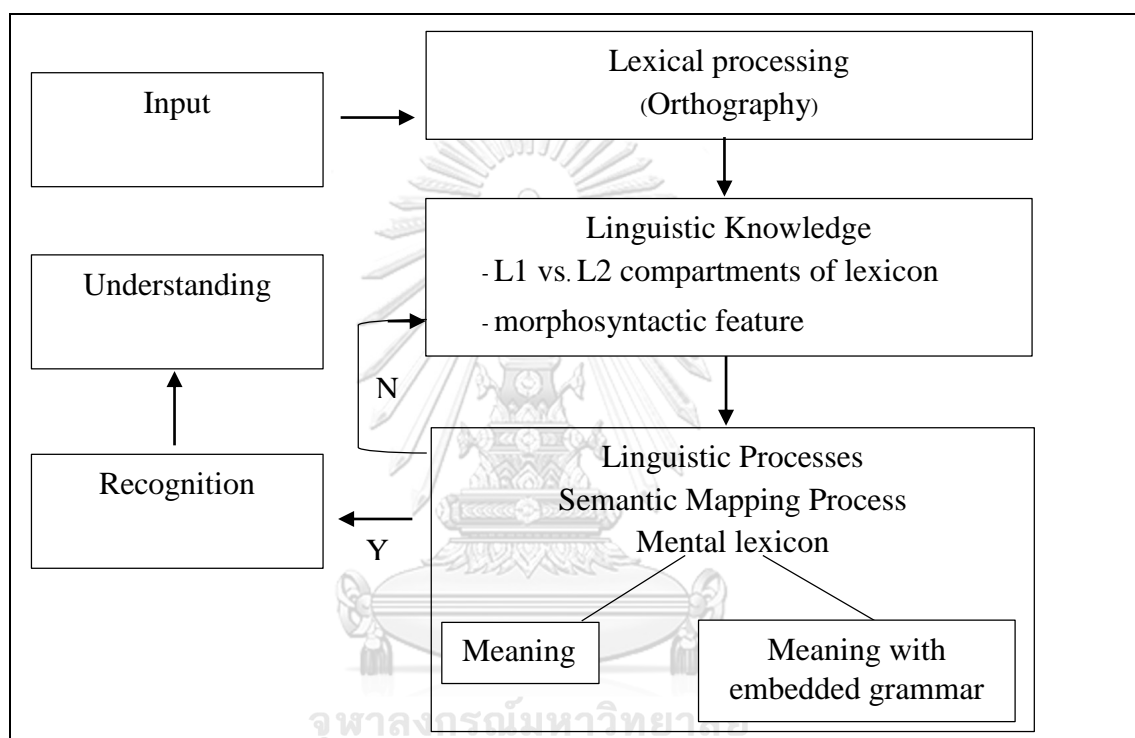 Input
Lexical processing
(Orthography)
Linguistic Knowledge
- L1 vs. L2 compartments of lexicon
- morphosyntactic feature
Understanding
N
Recognition
Y
Linguistic Processes
Semantic Mapping Process
Mental lexicon
Meaning
Meaning with
embedded grammar
จุฬาลงกรณ์มหาวิทยาลัย